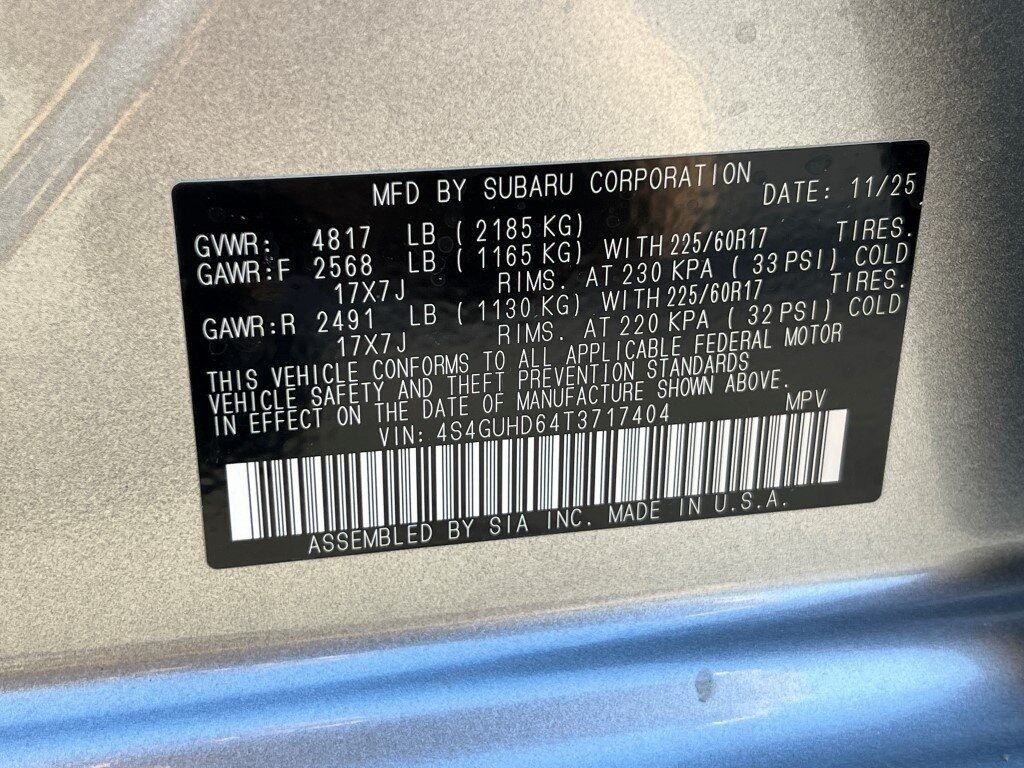 MFD BY SUBARU CORPORATION DATE: 11/25
GVWR: 4817 LB ( 2185 KG)
GAWR:F 2568 LB ( 1165 KG) WITH 225/60R17 TIRES.
17X7J RIMS. AT 230 KPA ( 33 PSI) COLD
GAWR:R 2491 LB ( 1130 KG) WITH 225/60R17 TIRES.
17X7J RIMS. AT 220 KPA ( 32 PSI) COLD
THIS VEHICLE CONFORMS TO ALL APPLICABLE FEDERAL MOTOR
VEHICLE SAFETY AND THEFT PREVENTION STANDARDS
IN EFFECT ON THE DATE OF MANUFACTURE SHOWN ABOVE.
VIN: 4S4GUHD64T3717404 MPV
ASSEMBLED BY SIA INC. MADE IN U.S.A.